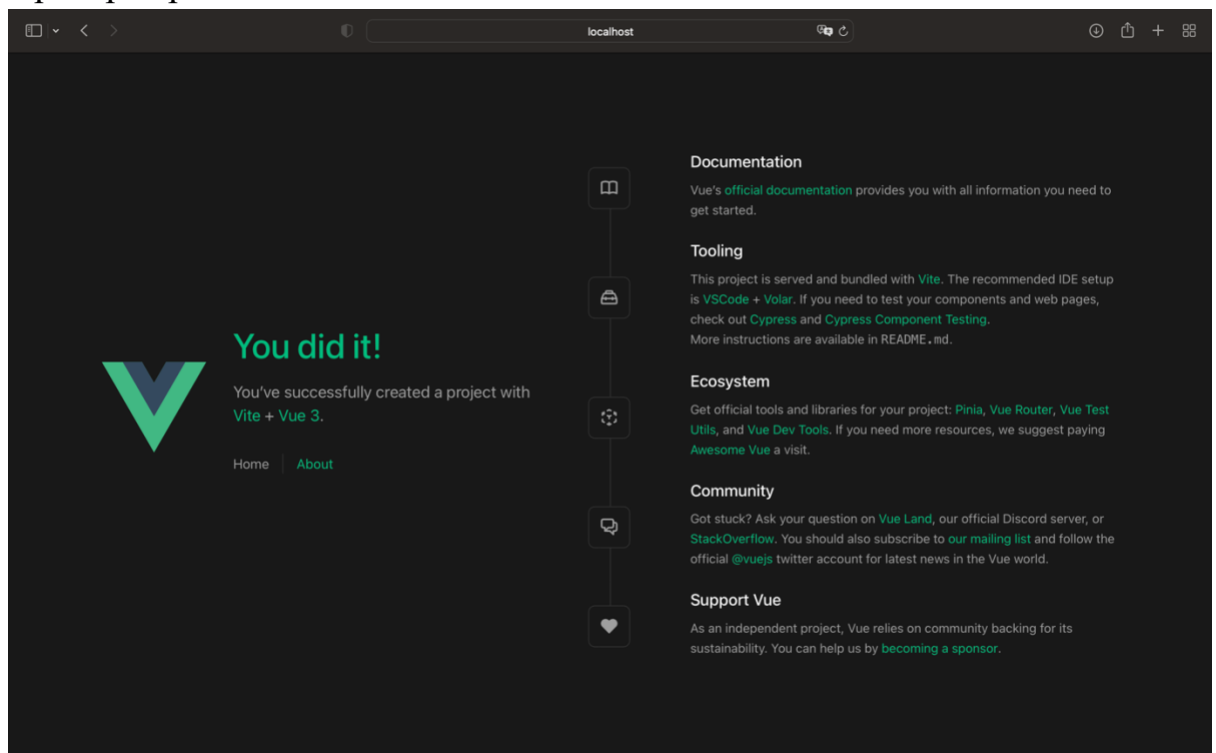 localhost
You did it!
You've successfully created a project with
Vite + Vue 3.
Home
About
Documentation
Vue's official documentation provides you with all information you need to
get started.
Tooling
This project is served and bundled with Vite. The recommended IDE setup
is VSCode + Volar. If you need to test your components and web pages,
check out Cypress and Cypress Component Testing.
More instructions are available in README.md.
Ecosystem
Get official tools and libraries for your project: Pinia, Vue Router, Vue Test
Utils, and Vue Dev Tools. If you need more resources, we suggest paying
Awesome Vue a visit.
Community
Got stuck? Ask your question on Vue Land, our official Discord server, or
StackOverflow. You should also subscribe to our mailing list and follow the
official @vuejs twitter account for latest news in the Vue world.
Support Vue
As an independent project, Vue relies on community backing for its
sustainability. You can help us by becoming a sponsor.